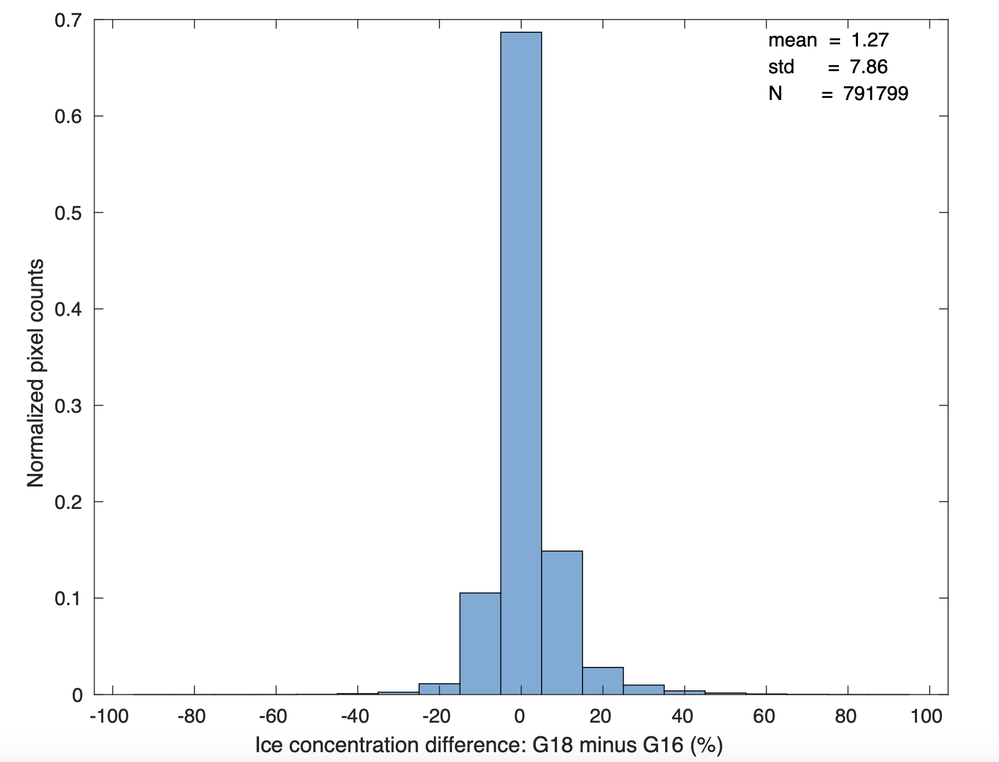 0.7
0.6
0.5
0.4
0.3
0.2
0.1
0
Normalized pixel counts
mean = 1.27
std = 7.86
N = 791799
-100 -80 -60 -40 -20 0 20 40 60 80 100
Ice concentration difference: G18 minus G16 (%)